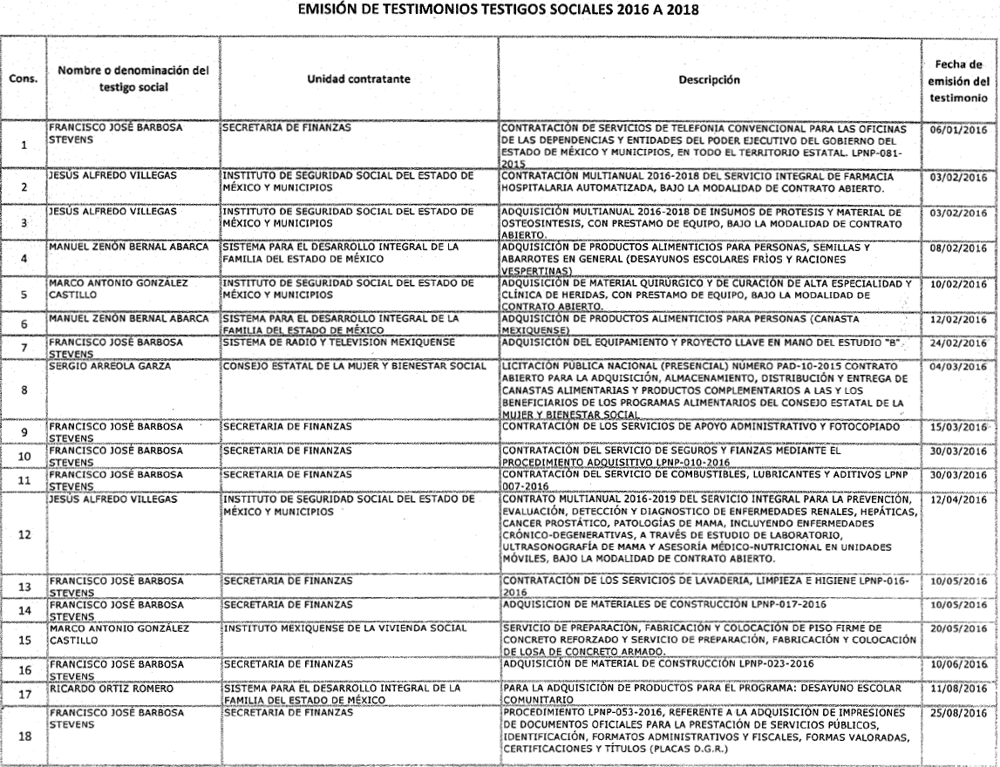 EMISIÓN DE TESTIMONIOS TESTIGOS SOCIALES 2016 A 2018
Cons.
Nombre o denominación del
testigo social
Unidad contratante
Descripción
Fecha de
emisión del
testimonio
1
FRANCISCO JOSÉ BARBOSA
STEVENS
SECRETARIA DE FINANZAS
CONTRATACIÓN DE SERVICIOS DE TELEFONÍA CONVENCIONAL PARA LAS OFICINAS
DE LAS DEPENDENCIAS Y ENTIDADES DEL PODER EJECUTIVO DEL GOBIERNO DEL
ESTADO DE MÉXICO Y MUNICIPIOS, EN TODO EL TERRITORIO ESTATAL. LPNP-081-
2015
06/01/2016
2
JESÚS ALFREDO VILLEGAS
INSTITUTO DE SEGURIDAD SOCIAL DEL ESTADO DE
MÉXICO Y MUNICIPIOS
CONTRATACIÓN MULTIANUAL 2016-2018 DEL SERVICIO INTEGRAL DE FARMACIA
HOSPITALARIA AUTOMATIZADA, BAJO LA MODALIDAD DE CONTRATO ABIERTO.
03/02/2016
3
JESÚS ALFREDO VILLEGAS
INSTITUTO DE SEGURIDAD SOCIAL DEL ESTADO DE
MÉXICO Y MUNICIPIOS
ADQUISICIÓN MULTIANUAL 2016-2018 DE INSUMOS DE PROTESIS Y MATERIAL DE
OSTEOSINTESIS, CON PRESTAMO DE EQUIPO, BAJO LA MODALIDAD DE CONTRATO
ABIERTO.
03/02/2016
4
MANUEL ZENÓN BERNAL ABARCA
SISTEMA PARA EL DESARROLLO INTEGRAL DE LA
FAMILIA DEL ESTADO DE MÉXICO
ADQUISICIÓN DE PRODUCTOS ALIMENTICIOS PARA PERSONAS, SEMILLAS Y
ABARROTES EN GENERAL (DESAYUNOS ESCOLARES FRÍOS Y RACIONES
VESPERTINAS)
08/02/2016
5
MARCO ANTONIO GONZÁLEZ
CASTILLO
INSTITUTO DE SEGURIDAD SOCIAL DEL ESTADO DE
MÉXICO Y MUNICIPIOS
ADQUISICIÓN DE MATERIAL QUIRÚRGICO Y DE CURACIÓN DE ALTA ESPECIALIDAD Y
CLÍNICA DE HERIDAS, CON PRESTAMO DE EQUIPO, BAJO LA MODALIDAD DE
CONTRATO ABIERTO.
10/02/2016
6
MANUEL ZENÓN BERNAL ABARCA
SISTEMA PARA EL DESARROLLO INTEGRAL DE LA
FAMILIA DEL ESTADO DE MÉXICO
ADQUISICIÓN DE PRODUCTOS ALIMENTICIOS PARA PERSONAS (CANASTA
MEXIQUENSE)
12/02/2016
7
FRANCISCO JOSÉ BARBOSA
STEVENS
SISTEMA DE RADIO Y TELEVISION MEXIQUENSE
ADQUISICIÓN DEL EQUIPAMIENTO Y PROYECTO LLAVE EN MANO DEL ESTUDIO "B".
24/02/2016
8
SERGIO ARREOLA GARZA
CONSEJO ESTATAL DE LA MUJER Y BIENESTAR SOCIAL
LICITACIÓN PÚBLICA NACIONAL (PRESENCIAL) NÚMERO PAD-10-2015 CONTRATO
ABIERTO PARA LA ADQUISICIÓN, ALMACENAMIENTO, DISTRIBUCIÓN Y ENTREGA DE
CANASTAS ALIMENTARIAS Y PRODUCTOS COMPLEMENTARIOS A LAS Y LOS
BENEFICIARIOS DE LOS PROGRAMAS ALIMENTARIOS DEL CONSEJO ESTATAL DE LA
MUJER Y BIENESTAR SOCIAL
04/03/2016
9
FRANCISCO JOSÉ BARBOSA
STEVENS
SECRETARIA DE FINANZAS
CONTRATACIÓN DE LOS SERVICIOS DE APOYO ADMINISTRATIVO Y FOTOCOPIADO
15/03/2016
10
FRANCISCO JOSÉ BARBOSA
STEVENS
SECRETARIA DE FINANZAS
CONTRATACIÓN DEL SERVICIO DE SEGUROS Y FIANZAS MEDIANTE EL
PROCEDIMIENTO ADQUISITIVO LPNP-010-2016
30/03/2016
11
FRANCISCO JOSÉ BARBOSA
STEVENS
SECRETARIA DE FINANZAS
CONTRATACIÓN DEL SERVICIO DE COMBUSTIBLES, LUBRICANTES Y ADITIVOS LPNP
007-2016
30/03/2016
12
JESÚS ALFREDO VILLEGAS
INSTITUTO DE SEGURIDAD SOCIAL DEL ESTADO DE
MÉXICO Y MUNICIPIOS
CONTRATO MULTIANUAL 2016-2019 DEL SERVICIO INTEGRAL PARA LA PREVENCIÓN,
EVALUACIÓN, DETECCIÓN Y DIAGNOSTICO DE ENFERMEDADES RENALES, HEPÁTICAS,
CANCER PROSTÁTICO, PATOLOGÍAS DE MAMA, INCLUYENDO ENFERMEDADES
CRÓNICO-DEGENERATIVAS, A TRAVÉS DE ESTUDIO DE LABORATORIO,
ULTRASONOGRAFÍA DE MAMA Y ASESORÍA MÉDICO-NUTRICIONAL EN UNIDADES
MÓVILES, BAJO LA MODALIDAD DE CONTRATO ABIERTO.
12/04/2016
13
FRANCISCO JOSÉ BARBOSA
STEVENS
SECRETARIA DE FINANZAS
CONTRATACIÓN DE LOS SERVICIOS DE LAVADERIA, LIMPIEZA E HIGIENE LPNP-016-
2016
10/05/2016
14
FRANCISCO JOSÉ BARBOSA
STEVENS
SECRETARIA DE FINANZAS
ADQUISICION DE MATERIALES DE CONSTRUCCIÓN LPNP-017-2016
10/05/2016
15
MARCO ANTONIO GONZÁLEZ
CASTILLO
INSTITUTO MEXIQUENSE DE LA VIVIENDA SOCIAL
SERVICIO DE PREPARACIÓN, FABRICACIÓN Y COLOCACIÓN DE PISO FIRME DE
CONCRETO REFORZADO Y SERVICIO DE PREPARACIÓN, FABRICACIÓN Y COLOCACIÓN
DE LOSA DE CONCRETO ARMADO.
20/05/2016
16
FRANCISCO JOSÉ BARBOSA
STEVENS
SECRETARIA DE FINANZAS
ADQUISICIÓN DE MATERIAL DE CONSTRUCCIÓN LPNP-023-2016
10/06/2016
17
RICARDO ORTIZ ROMERO
SISTEMA PARA EL DESARROLLO INTEGRAL DE LA
FAMILIA DEL ESTADO DE MÉXICO
PARA LA ADQUISICIÓN DE PRODUCTOS PARA EL PROGRAMA: DESAYUNO ESCOLAR
COMUNITARIO
11/08/2016
18
FRANCISCO JOSÉ BARBOSA
STEVENS
SECRETARIA DE FINANZAS
PROCEDIMIENTO LPNP-053-2016, REFERENTE A LA ADQUISICIÓN DE IMPRESIONES
DE DOCUMENTOS OFICIALES PARA LA PRESTACIÓN DE SERVICIOS PÚBLICOS,
IDENTIFICACIÓN, FORMATOS ADMINISTRATIVOS Y FISCALES, FORMAS VALORADAS,
CERTIFICACIONES Y TÍTULOS (PLACAS D.G.R.)
25/08/2016